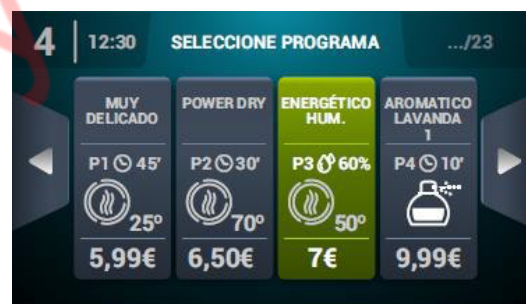 4 12:30 SELECCIONE PROGRAMA .../23
MUY
DELICADO
P1 45'
25º
5,99€
POWER DRY
P2 30'
70º
6,50€
ENERGÉTICO
HUM.
P3 60%
50º
7€
AROMATICO
LAVANDA
1
P4 10'
9,99€